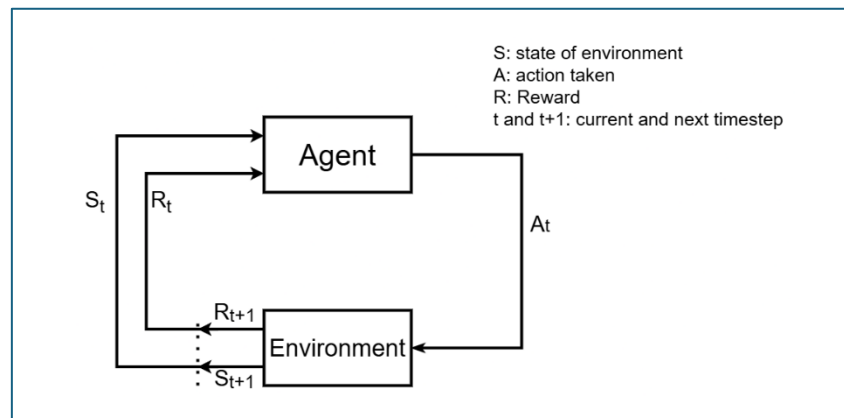 S: state of environment
A: action taken
R: Reward
t and t+1: current and next timestep
Agent
St
Rt
At
Rt+1
Environment
St+1